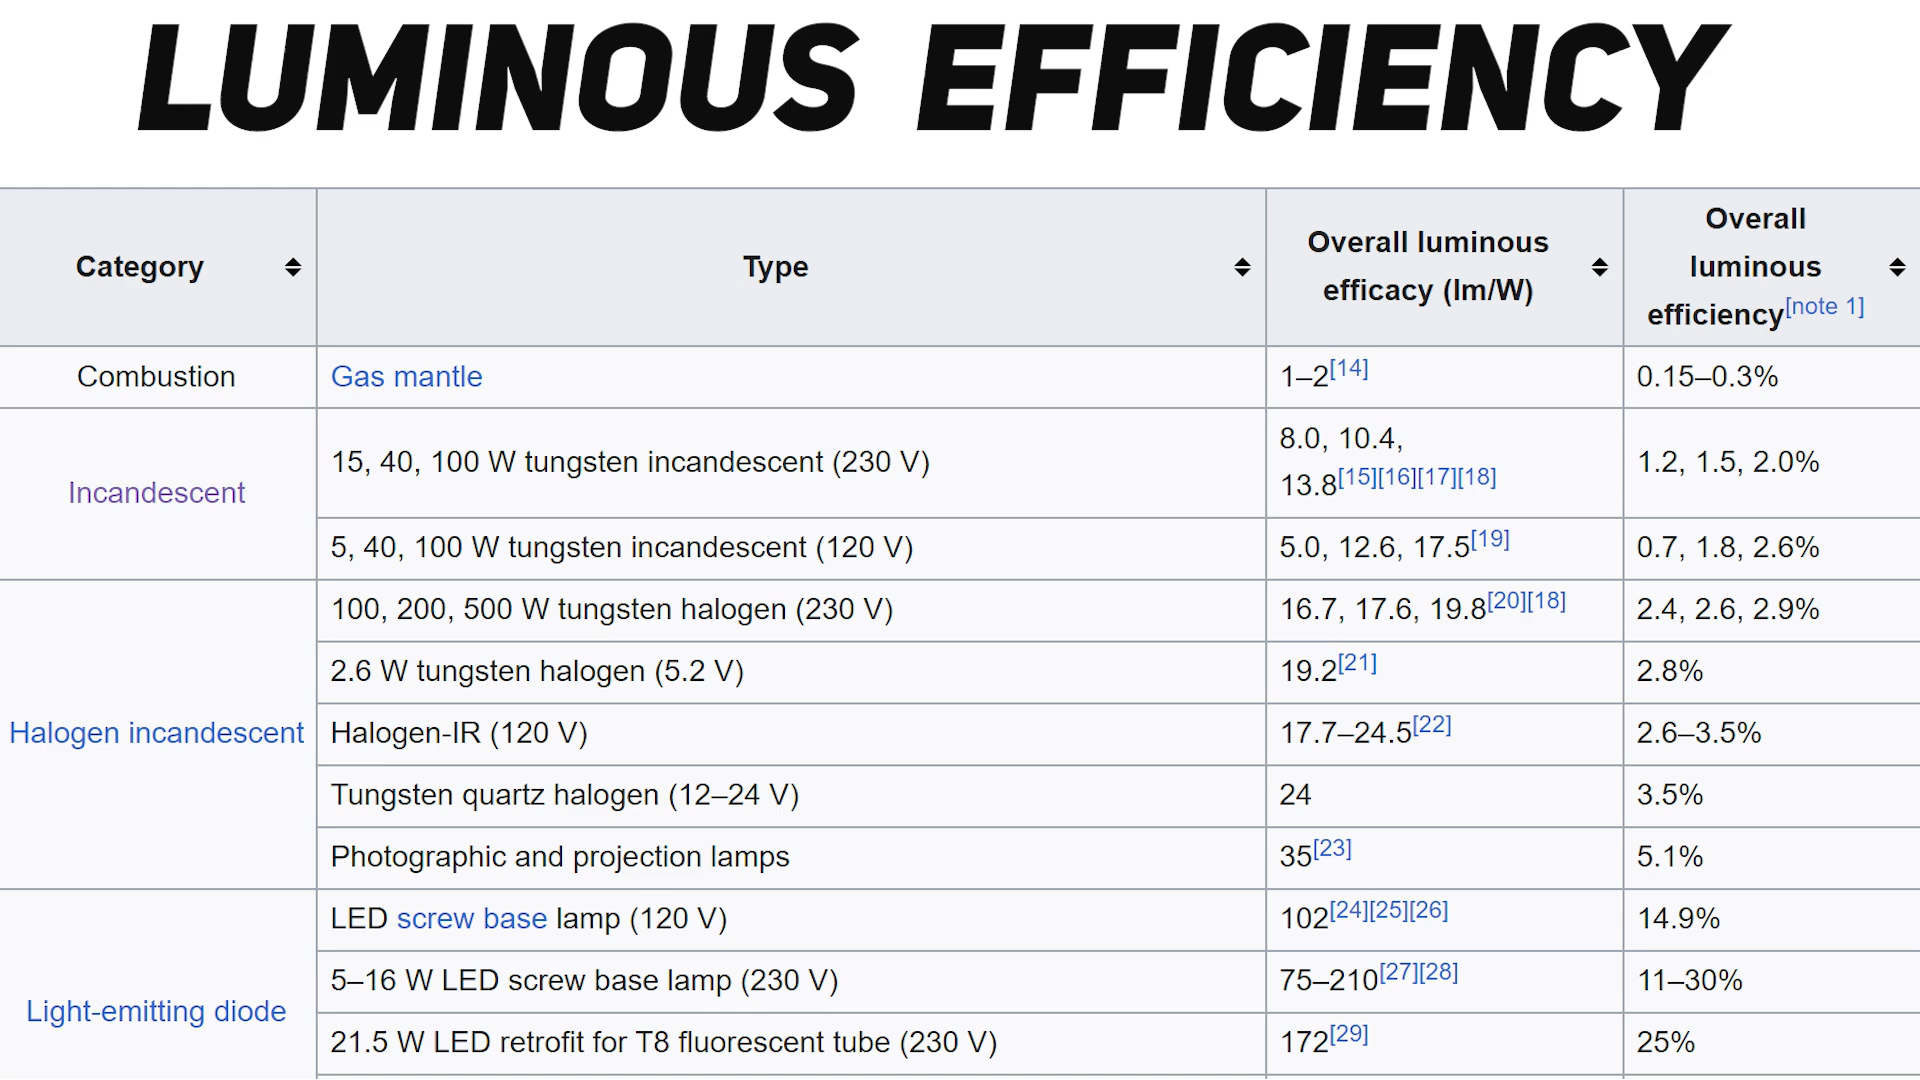 LUMINOUS EFFICIENCY
Category
Type
Overall luminous
efficacy (lm/W)
Overall
luminous
efficiency[note 1]
Combustion
Gas mantle
1–2[14]
0.15–0.3%
Incandescent
15, 40, 100 W tungsten incandescent (230 V)
8.0, 10.4,
13.8[15][16][17][18]
1.2, 1.5, 2.0%
5, 40, 100 W tungsten incandescent (120 V)
5.0, 12.6, 17.5[19]
0.7, 1.8, 2.6%
Halogen incandescent
100, 200, 500 W tungsten halogen (230 V)
16.7, 17.6, 19.8[20][18]
2.4, 2.6, 2.9%
2.6 W tungsten halogen (5.2 V)
19.2[21]
2.8%
Halogen-IR (120 V)
17.7–24.5[22]
2.6–3.5%
Tungsten quartz halogen (12–24 V)
24
3.5%
Photographic and projection lamps
35[23]
5.1%
Light-emitting diode
LED screw base lamp (120 V)
102[24][25][26]
14.9%
5–16 W LED screw base lamp (230 V)
75–210[27][28]
11–30%
21.5 W LED retrofit for T8 fluorescent tube (230 V)
172[29]
25%